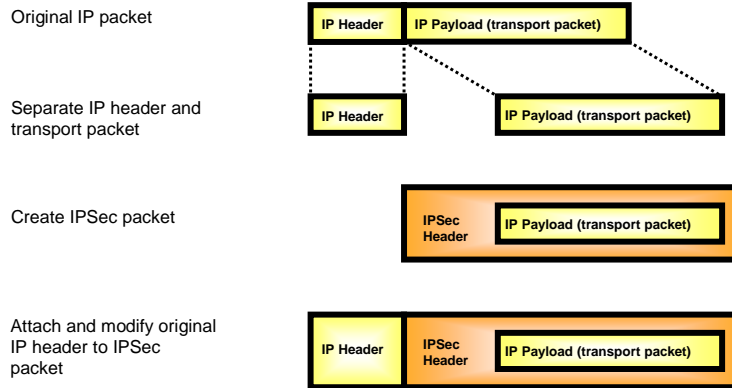 Original IP packet
IP Header
IP Payload (transport packet)
Separate IP header and
transport packet
IP Header
IP Payload (transport packet)
Create IPSec packet
IPSec
Header
IP Payload (transport packet)
Attach and modify original
IP header to IPSec
packet
IP Header
IPSec
Header
IP Payload (transport packet)